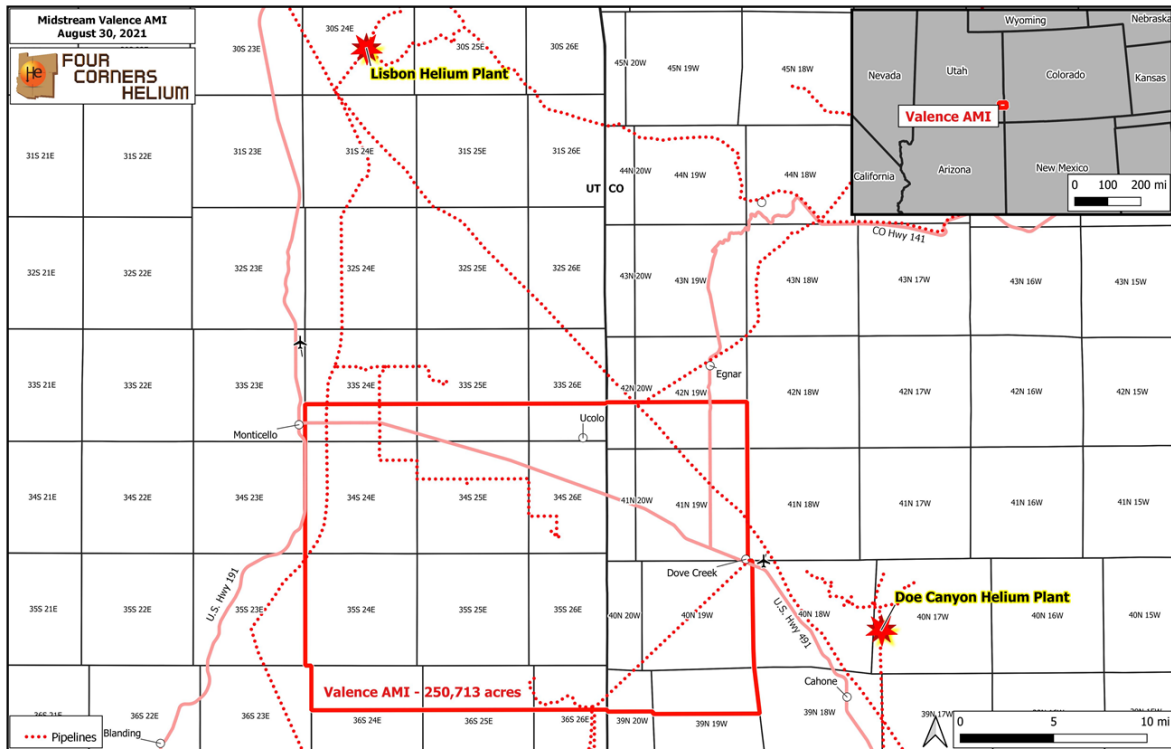 Midstream Valence AMI
August 30, 2021
He
FOUR
CORNERS
HELIUM
Lisbon Helium Plant
30S 23E
30S 24E
30S 25E
30S 26E
45N 20W
45N 19W
45N 18W
Wyoming
Nebraska
Nevada
Utah
Colorado
Kansas
Valence AMI
California
Arizona
New Mexico
0 100 200 mi
31S 21E
31S 22E
31S 23E
31S 24E
31S 25E
31S 26E
UT
CO
44N 20W
44N 19W
44N 18W
CO Hwy 141
32S 21E
32S 22E
32S 23E
32S 24E
32S 25E
32S 26E
43N 20W
43N 19W
43N 18W
43N 17W
43N 16W
43N 15W
33S 21E
33S 22E
33S 23E
33S 24E
33S 25E
33S 26E
42N 20W
42N 19W
42N 18W
42N 17W
42N 16W
42N 15W
Egnar
Monticello
Ucolo
34S 21E
34S 22E
34S 23E
34S 24E
34S 25E
34S 26E
41N 20W
41N 19W
41N 18W
41N 17W
41N 16W
41N 15W
Dove Creek
U.S. Hwy 191
35S 21E
35S 22E
35S 23E
35S 24E
35S 25E
35S 26E
40N 20W
40N 19W
40N 18W
40N 17W
40N 16W
40N 15W
Doe Canyon Helium Plant
U.S. Hwy 491
Cahone
Valence AMI - 250,713 acres
36S 21E
36S 22E
36S 23E
36S 24E
36S 25E
36S 26E
39N 20W
39N 19W
39N 18W
39N 17W
Pipelines
Blanding
0 5 10 mi